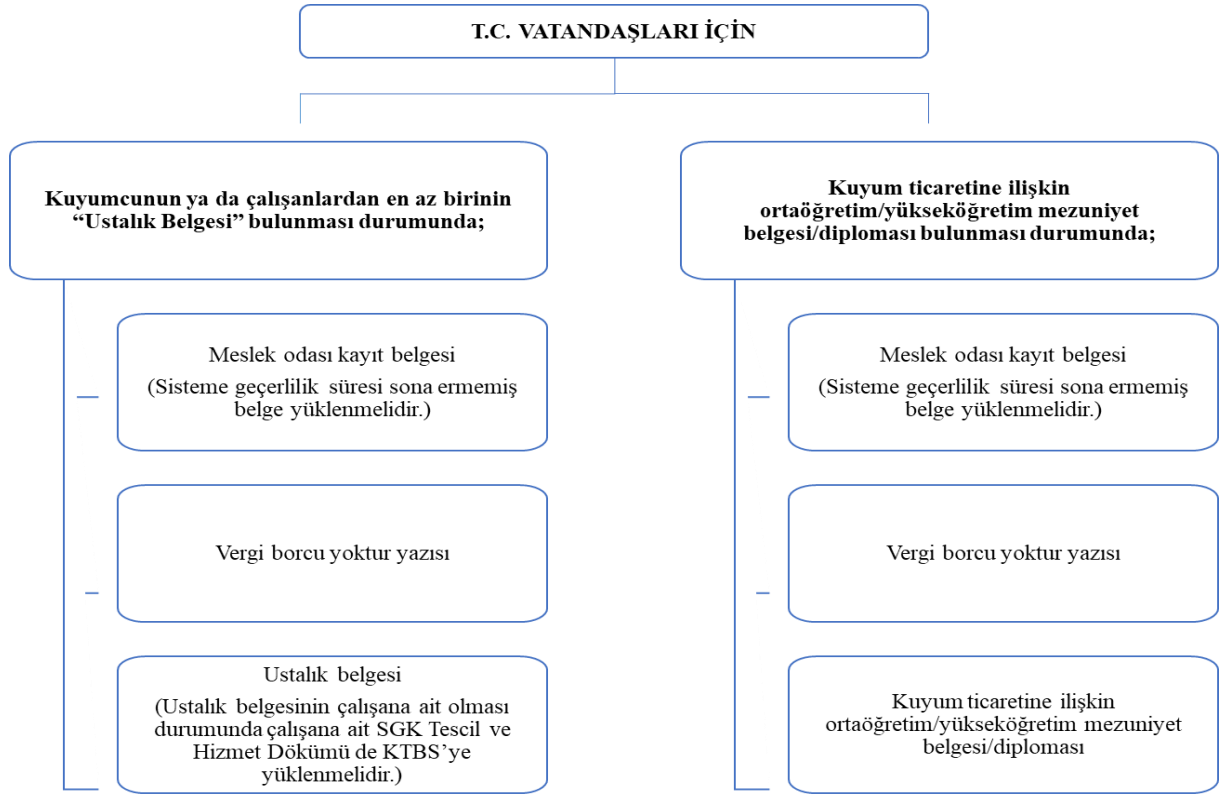 T.C. VATANDAŞLARI İÇİN
Kuyumcunun ya da çalışanlardan en az birinin
“Ustalık Belgesi” bulunması durumunda;
Meslek odası kayıt belgesi
(Sisteme geçerlilik süresi sona ermemiş
belge yüklenmelidir.)
Vergi borcu yoktur yazısı
Ustalık belgesi
(Ustalık belgesinin çalışana ait olması
durumunda çalışana ait SGK Tescil ve
Hizmet Dökümü de KTBS’ye
yüklenmelidir.)
Kuyum ticaretine ilişkin
ortaöğretim/yükseköğretim mezuniyet
belgesi/diploması bulunması durumunda;
Meslek odası kayıt belgesi
(Sisteme geçerlilik süresi sona ermemiş
belge yüklenmelidir.)
Vergi borcu yoktur yazısı
Kuyum ticaretine ilişkin
ortaöğretim/yükseköğretim mezuniyet
belgesi/diploması